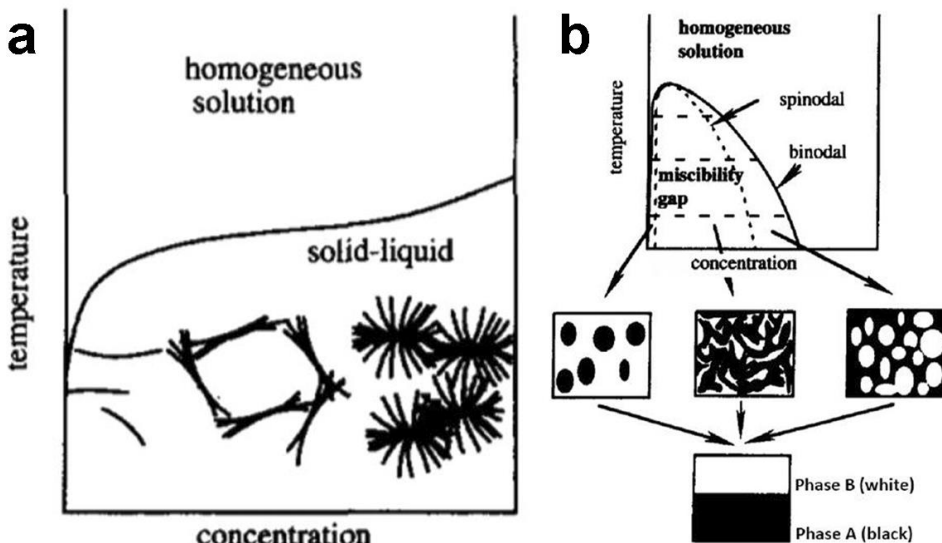 a
homogeneous
solution
solid-liquid
temperature
concentration
b
homogeneous
solution
spinodal
binodal
miscibility
gap
temperature
concentration
Phase B (white)
Phase A (black)